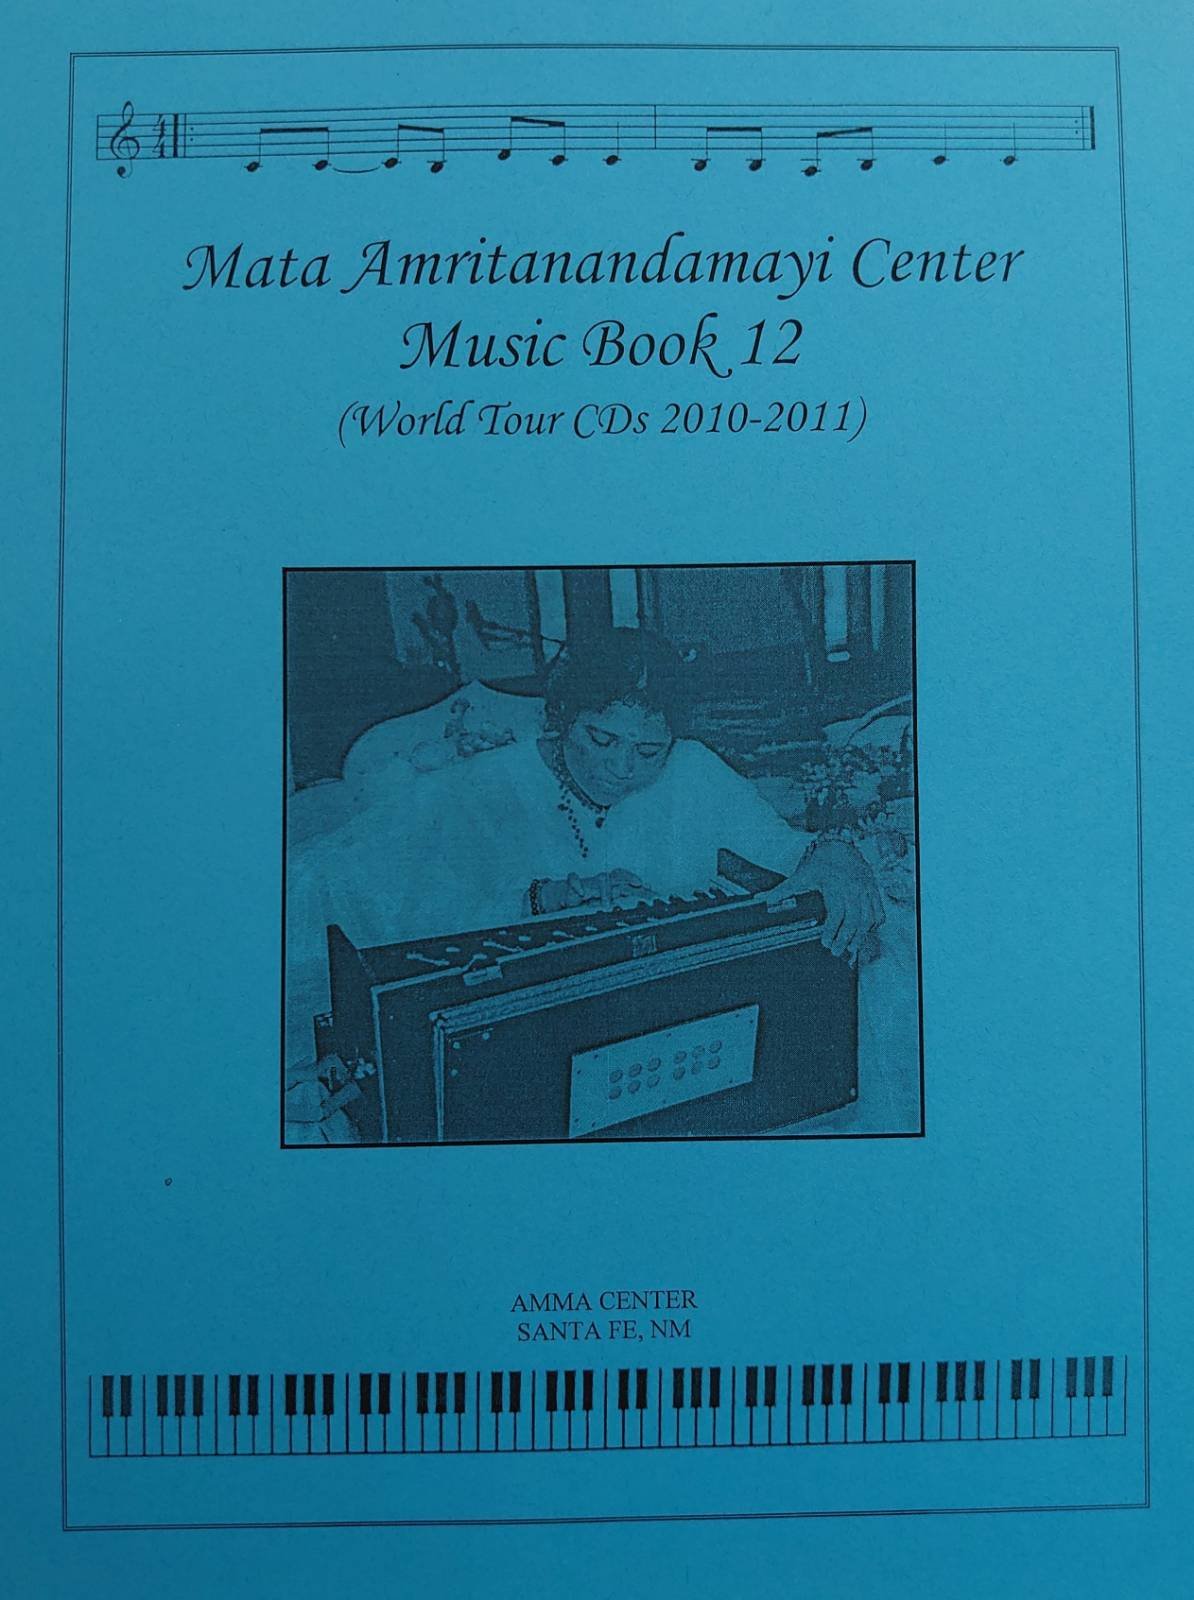 Mata Amritanandamayi Center
Music Book 12
(World Tour CDs 2010-2011)
AMMA CENTER
SANTA FE, NM